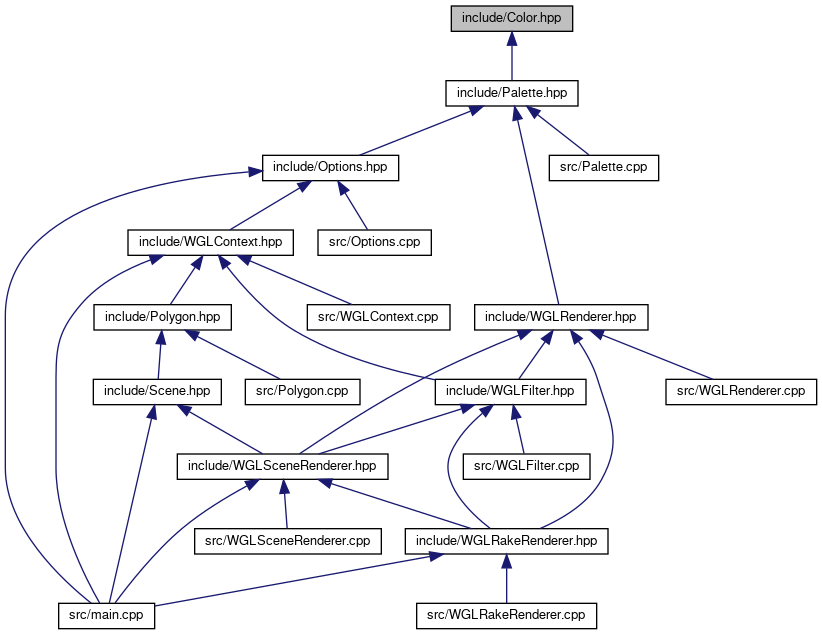 include/Color.hpp
include/Palette.hpp
include/Options.hpp
src/Palette.cpp
include/WGLContext.hpp
src/Options.cpp
include/Polygon.hpp
src/WGLContext.cpp
include/WGLRenderer.hpp
include/Scene.hpp
src/Polygon.cpp
include/WGLFilter.hpp
src/WGLRenderer.cpp
include/WGLSceneRenderer.hpp
src/WGLFilter.cpp
src/WGLSceneRenderer.cpp
include/WGLRakeRenderer.hpp
src/main.cpp
src/WGLRakeRenderer.cpp